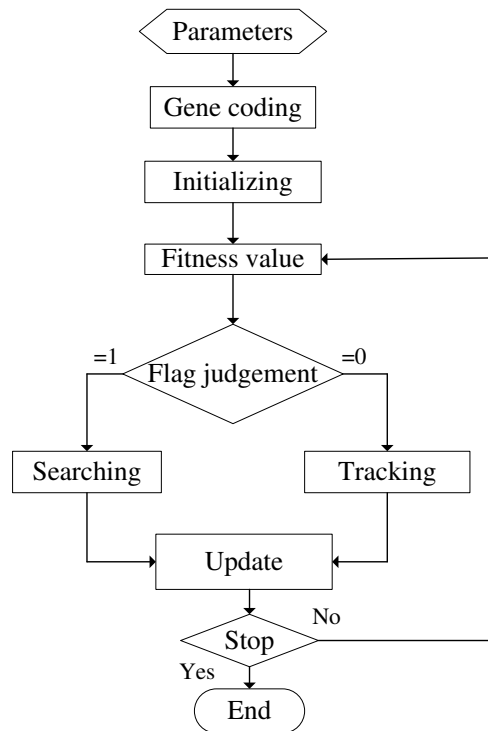 Parameters
Gene coding
Initializing
Fitness value
=1
=0
Flag judgement
Searching
Tracking
Update
No
Stop
Yes
End